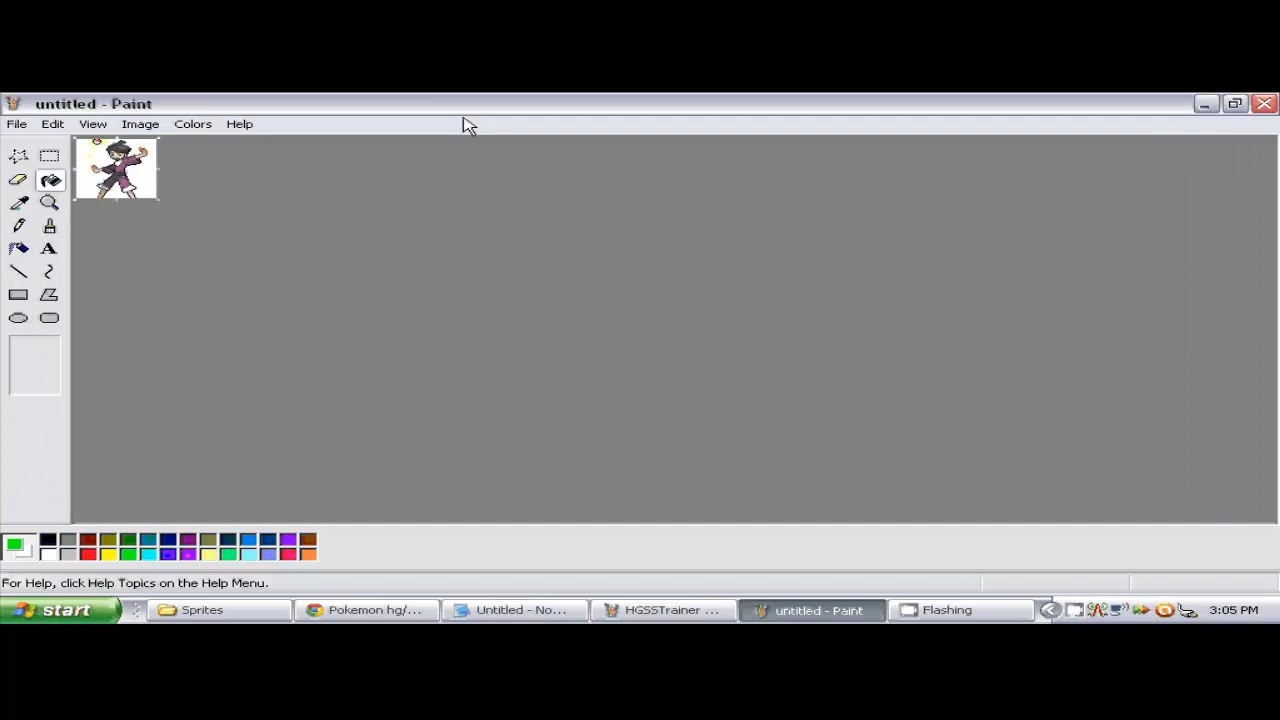 untitled - Paint
File Edit View Image Colors Help
A
For Help, click Help Topics on the Help Menu.
start Sprites Pokemon hg/... Untitled - No... HGSSTrainer ... untitled - Paint Flashing 3:05 PM